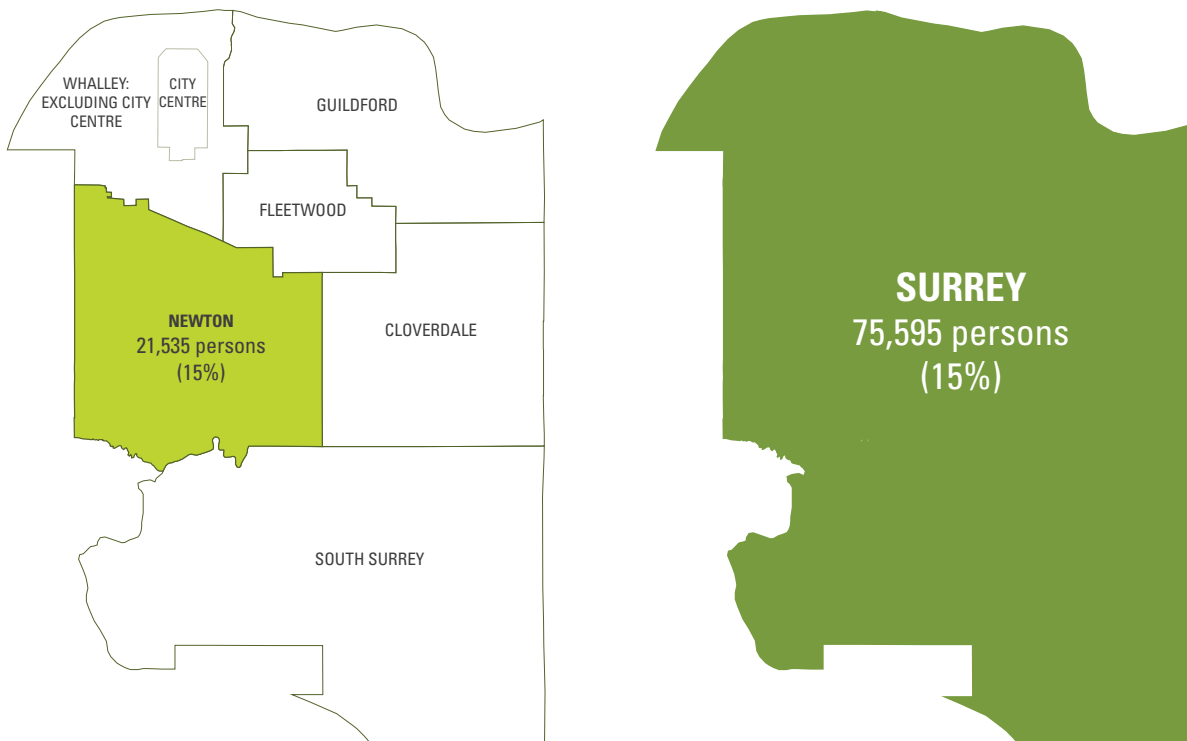 WHALLEY:
EXCLUDING CITY
CENTRE
CITY
CENTRE
GUILDFORD
FLEETWOOD
NEWTON
21,535 persons
(15%)
CLOVERDALE
SOUTH SURREY
SURREY
75,595 persons
(15%)